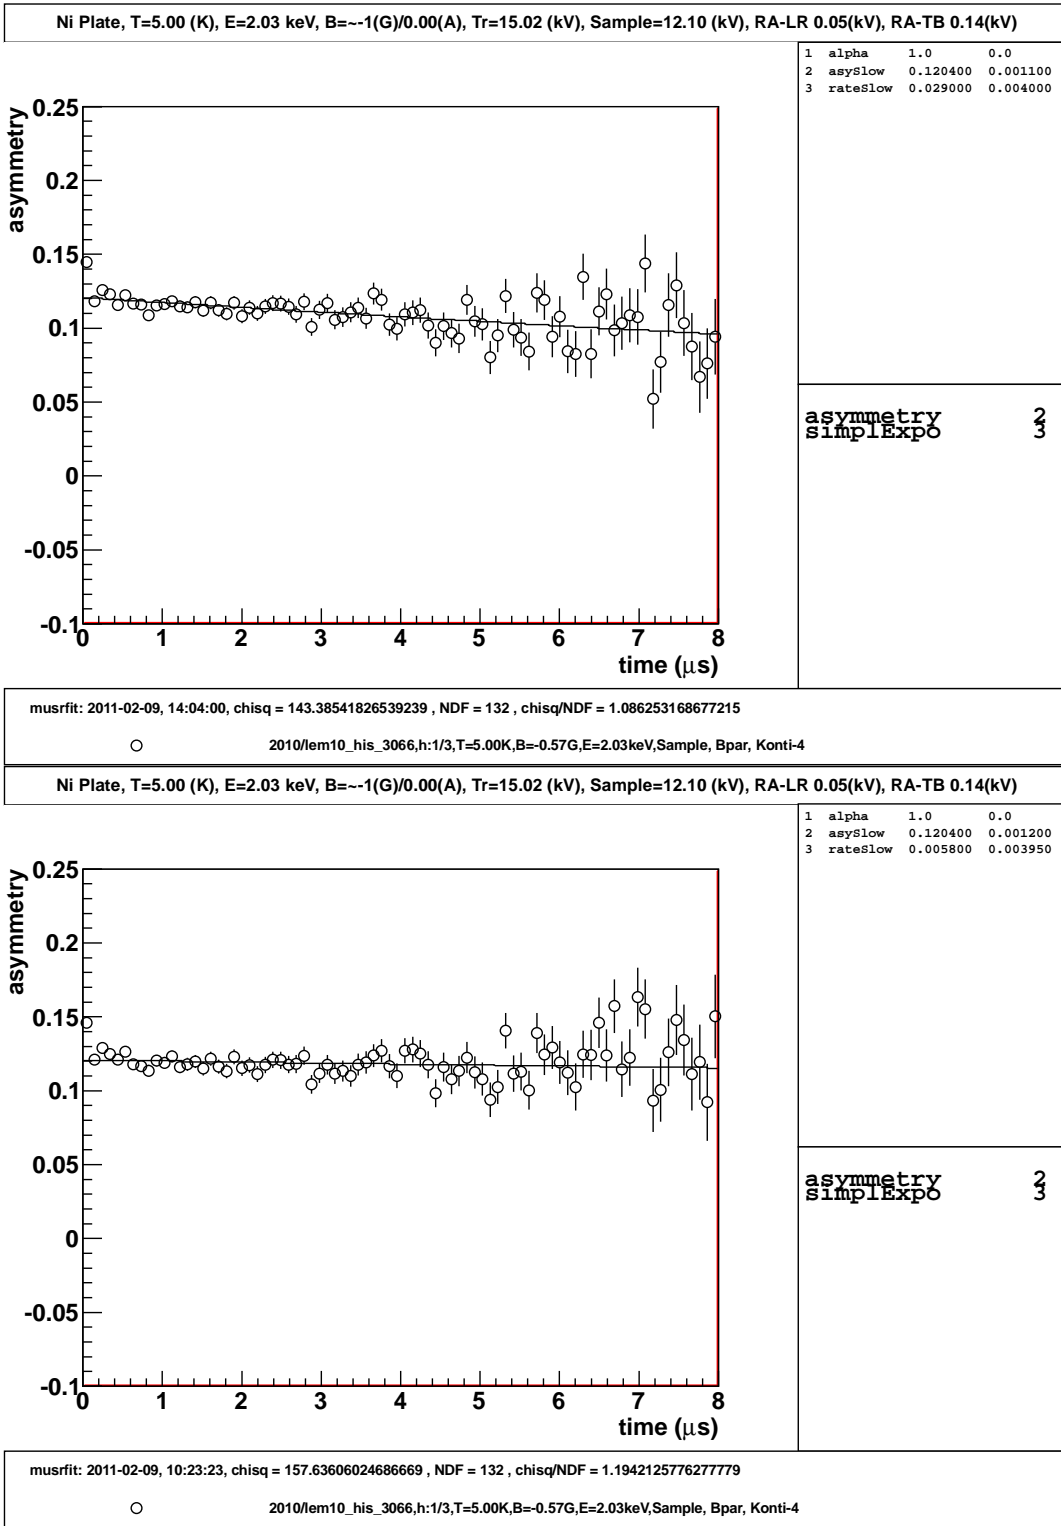 Ni Plate, T=5.00 (K), E=2.03 keV, B=~-1(G)/0.00(A), Tr=15.02 (kV), Sample=12.10 (kV), RA-LR 0.05(kV), RA-TB 0.14(kV)
1 alpha 1.0 0.0
2 asySlow 0.120400 0.001100
3 rateSlow 0.029000 0.004000
asymmetry
0.25
0.2
0.15
0.1
0.05
0
-0.05
-0.1
0 1 2 3 4 5 6 7 8
time (μs)
asymmetry 2
simplExpo 3
musrfit: 2011-02-09, 14:04:00, chisq = 143.38541826539239 , NDF = 132 , chisq/NDF = 1.086253168677215
2010/lem10_his_3066,h:1/3,T=5.00K,B=-0.57G,E=2.03keV,Sample, Bpar, Konti-4
Ni Plate, T=5.00 (K), E=2.03 keV, B=~-1(G)/0.00(A), Tr=15.02 (kV), Sample=12.10 (kV), RA-LR 0.05(kV), RA-TB 0.14(kV)
1 alpha 1.0 0.0
2 asySlow 0.120400 0.001200
3 rateSlow 0.005800 0.003950
asymmetry
0.25
0.2
0.15
0.1
0.05
0
-0.05
-0.1
0 1 2 3 4 5 6 7 8
time (μs)
asymmetry 2
simplExpo 3
musrfit: 2011-02-09, 10:23:23, chisq = 157.63606024686669 , NDF = 132 , chisq/NDF = 1.1942125776277779
2010/lem10_his_3066,h:1/3,T=5.00K,B=-0.57G,E=2.03keV,Sample, Bpar, Konti-4